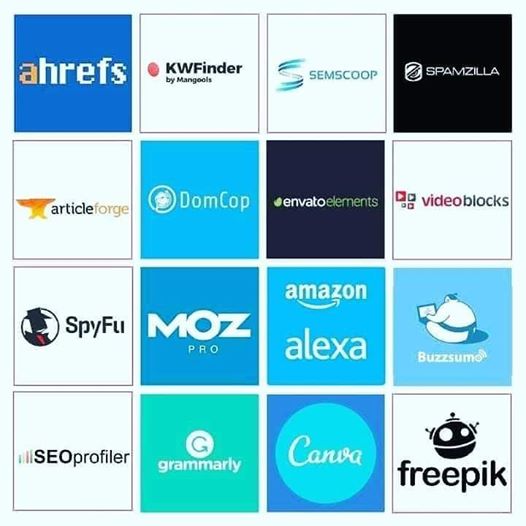 ahrefs
KWFinder
by Mangools
SEMSCOOP
SPAMZILLA
articleforge
DomCop
envatoelements
videoblocks
SpyFu
MOZ
PRO
amazon
alexa
Buzzsumo
SEOprofiler
G
grammarly
Canva
freepik